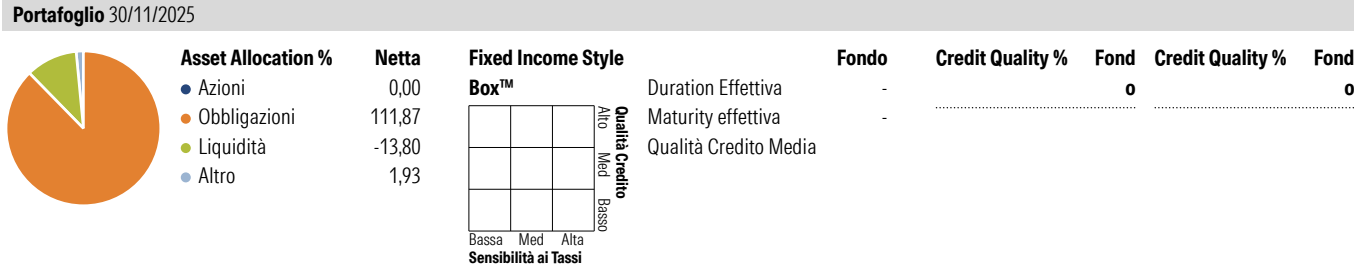 Portafoglio 30/11/2025
Asset Allocation % Netta
Azioni 0,00
Obbligazioni 111,87
Liquidità -13,80
Altro 1,93
Fixed Income Style
Box™
Alto Med Basso
Qualità Credito
Bassa Med Alta
Sensibilità ai Tassi
Fondo
Duration Effettiva -
Maturity effettiva -
Qualità Credito Media
Credit Quality % Fond
o
Credit Quality % Fond
o